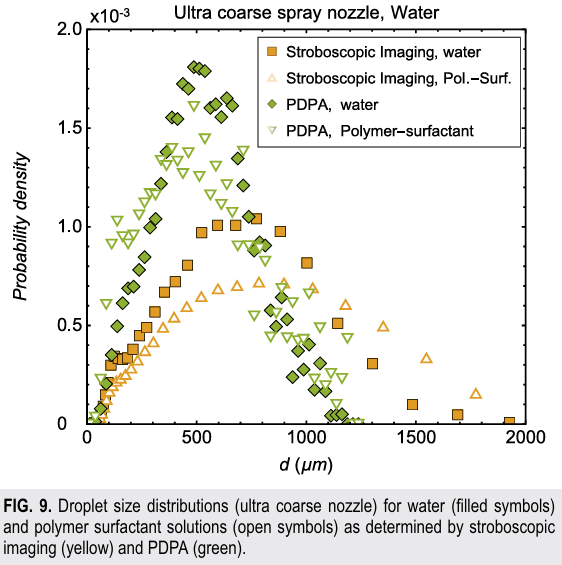 Ultra coarse spray nozzle, Water
x10⁻³
2.0
1.5
1.0
0.5
0
Probability density
Stroboscopic Imaging, water
Stroboscopic Imaging, Pol.–Surf.
PDPA, water
PDPA, Polymer–surfactant
0 500 1000 1500 2000
d (μm)
FIG. 9. Droplet size distributions (ultra coarse nozzle) for water (filled symbols)
and polymer surfactant solutions (open symbols) as determined by stroboscopic
imaging (yellow) and PDPA (green).